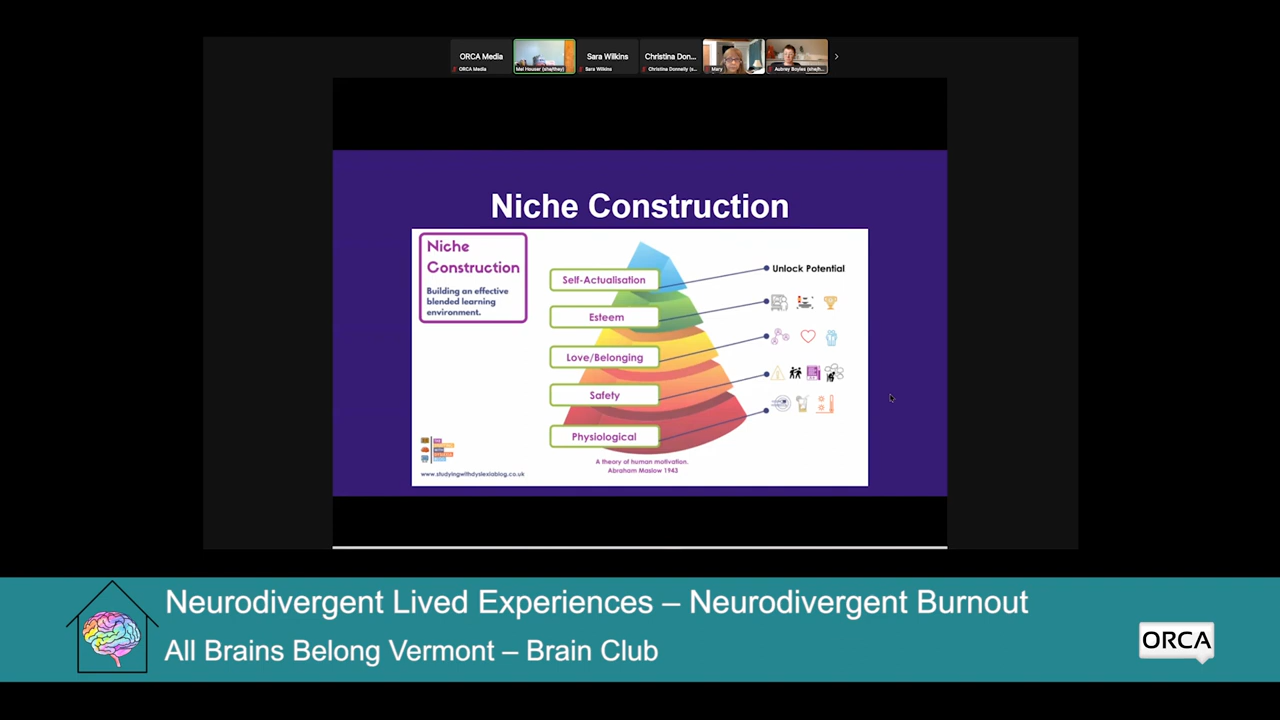 ORCA Media
Sara Wilkins
Christina Don...
ORCA Media
Mel Houser (she/they)
Sara Wilkins
Christina Donnelly (s...
Mary
Aubrey Boyles (she/h...
Niche Construction
Niche
Construction
Building an effective
blended learning
environment.
Self-Actualisation
Unlock Potential
Esteem
Love/Belonging
Safety
Physiological
A theory of human motivation.
Abraham Maslow 1943
www.studyingwithdyslexiablog.co.uk
Neurodivergent Lived Experiences – Neurodivergent Burnout
All Brains Belong Vermont – Brain Club
ORCA